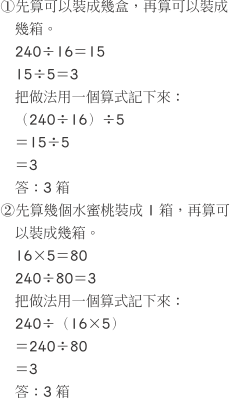 ①先算可以裝成幾盒，再算可以裝成
幾箱。
240÷16=15
15÷5=3
把做法用一個算式記下來：
（240÷16）÷5
=15÷5
=3
答：3 箱
②先算幾個水蜜桃裝成 1 箱，再算可
以裝成幾箱。
16×5=80
240÷80=3
把做法用一個算式記下來：
240÷（16×5）
=240÷80
=3
答：3 箱